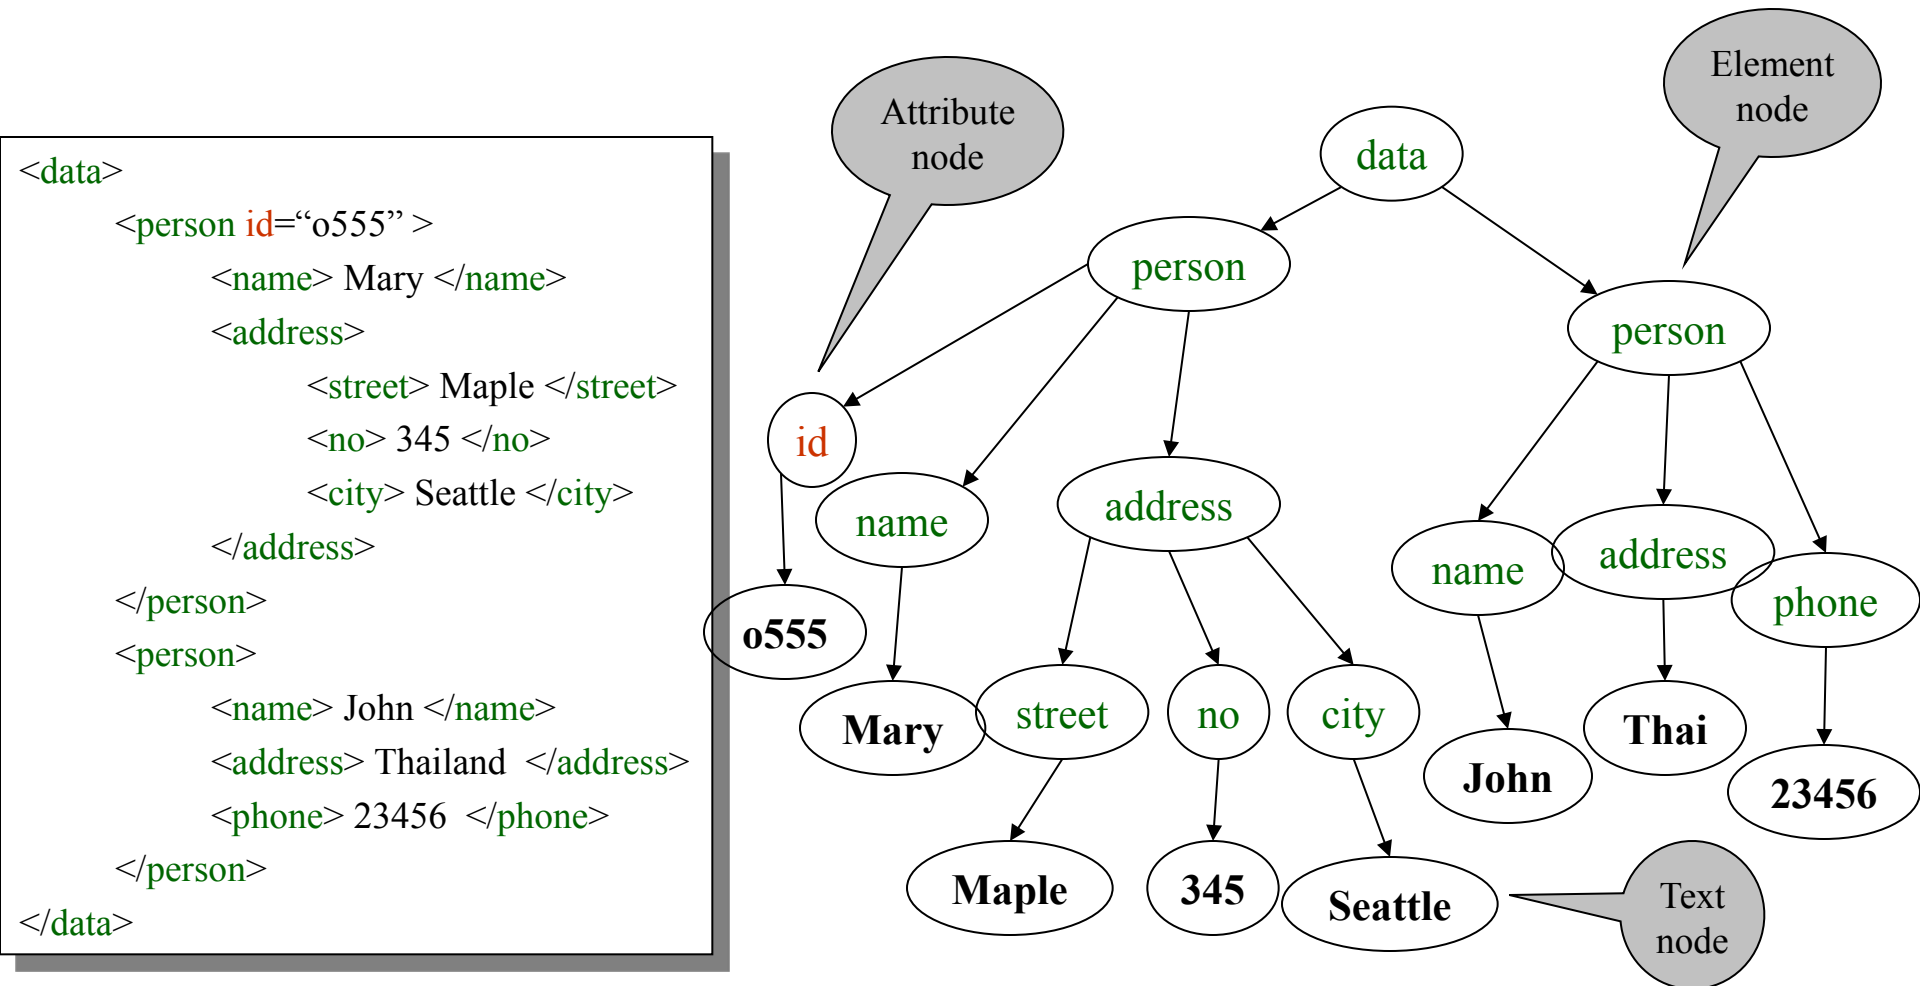 <data>
<person id=“o555” >
<name> Mary </name>
<address>
<street> Maple </street>
<no> 345 </no>
<city> Seattle </city>
</address>
</person>
<person>
<name> John </name>
<address> Thailand </address>
<phone> 23456 </phone>
</person>
</data>
Attribute
node
Element
node
data
person
person
id
name
address
name
address
phone
o555
Mary
street
no
city
John
Thai
23456
Maple
345
Seattle
Text
node